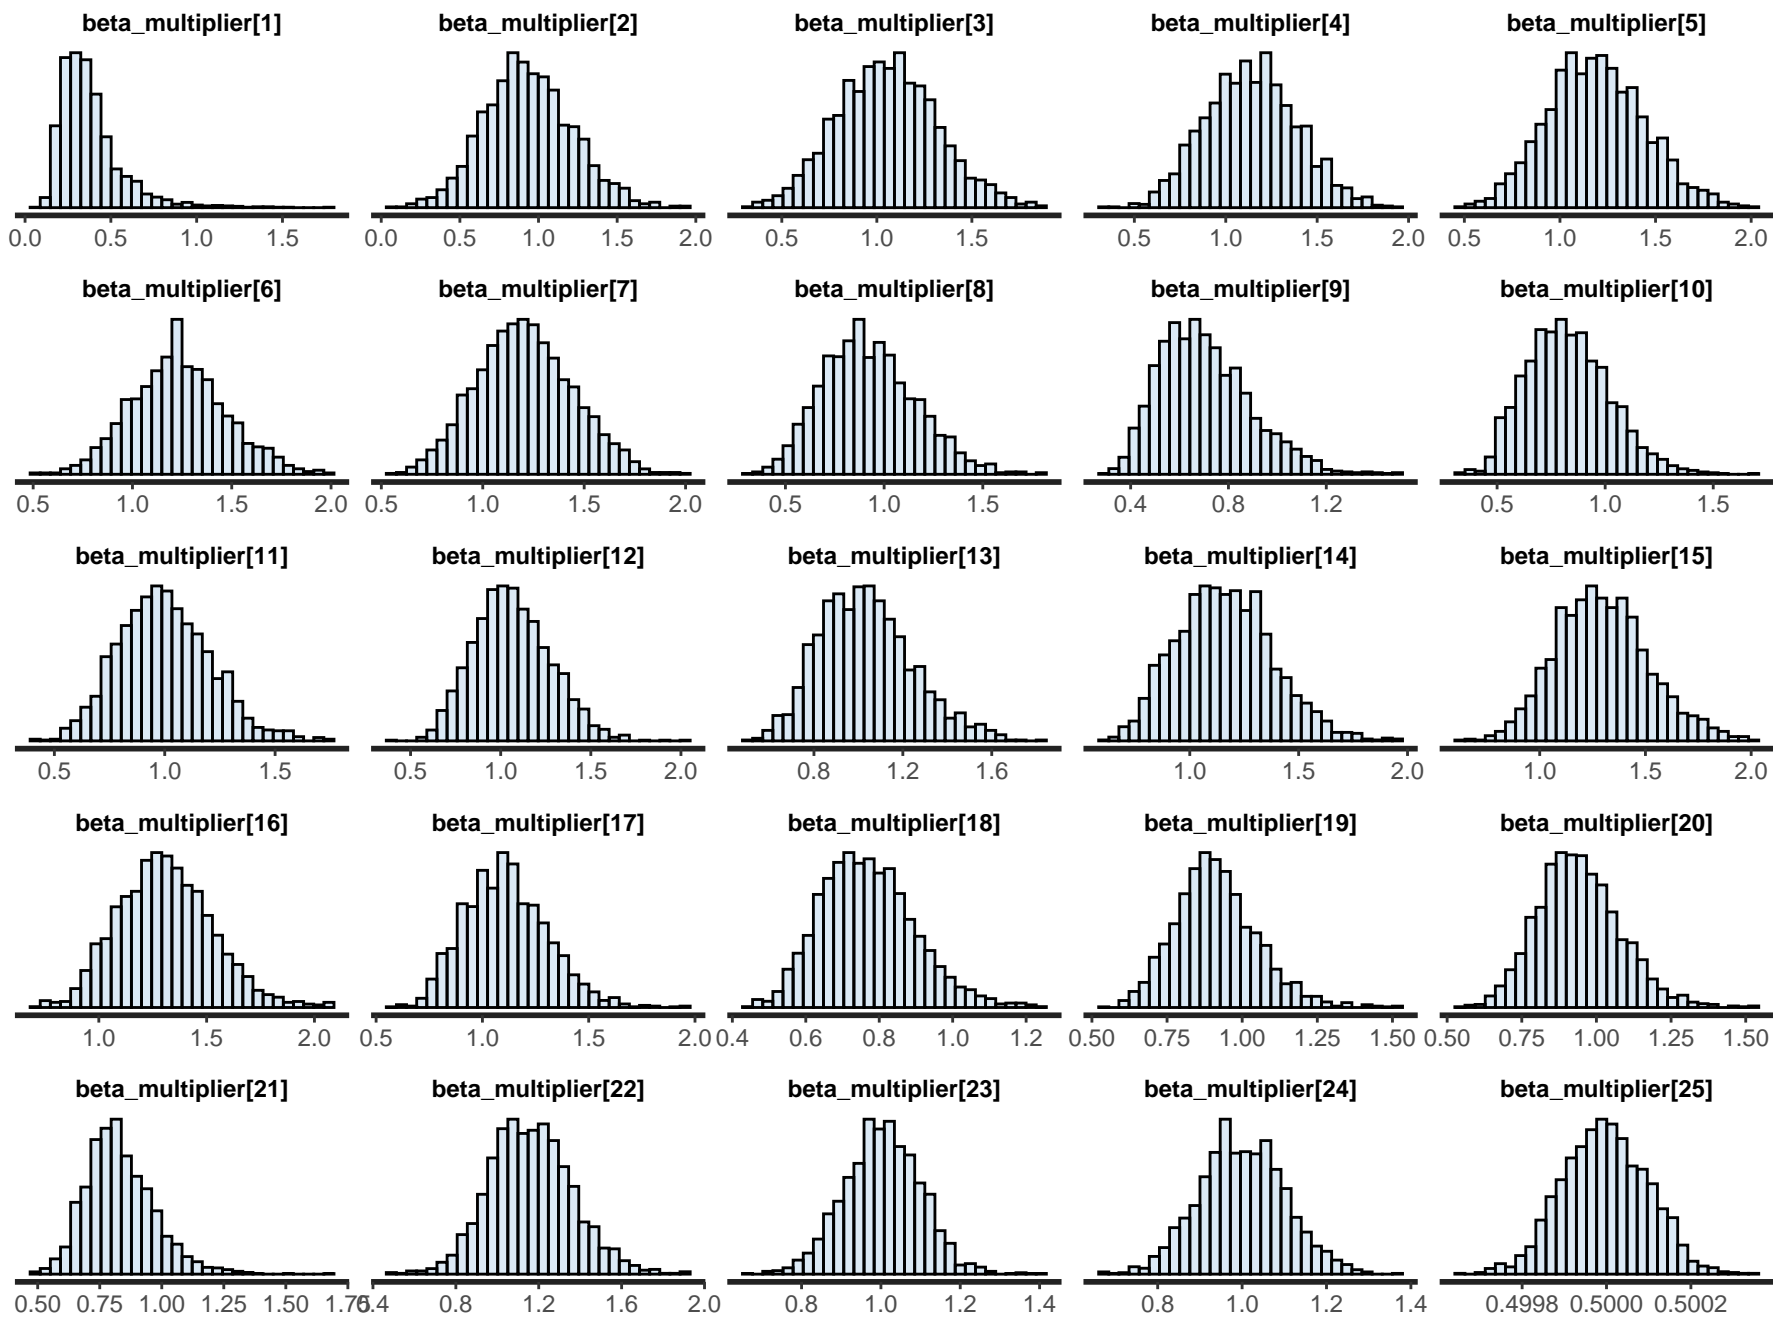 beta_multiplier[1] beta_multiplier[2] beta_multiplier[3] beta_multiplier[4] beta_multiplier[5]
0.0 0.5 1.0 1.5 0.0 0.5 1.0 1.5 2.0 0.5 1.0 1.5 0.5 1.0 1.5 2.0 0.5 1.0 1.5 2.0
beta_multiplier[6] beta_multiplier[7] beta_multiplier[8] beta_multiplier[9] beta_multiplier[10]
0.5 1.0 1.5 2.0 0.5 1.0 1.5 2.0 0.5 1.0 1.5 0.4 0.8 1.2 0.5 1.0 1.5
beta_multiplier[11] beta_multiplier[12] beta_multiplier[13] beta_multiplier[14] beta_multiplier[15]
0.5 1.0 1.5 0.5 1.0 1.5 2.0 0.8 1.2 1.6 1.0 1.5 2.0 1.0 1.5 2.0
beta_multiplier[16] beta_multiplier[17] beta_multiplier[18] beta_multiplier[19] beta_multiplier[20]
1.0 1.5 2.0 0.5 1.0 1.5 2.0 0.4 0.6 0.8 1.0 1.2 0.50 0.75 1.00 1.25 1.50 0.50 0.75 1.00 1.25 1.50
beta_multiplier[21] beta_multiplier[22] beta_multiplier[23] beta_multiplier[24] beta_multiplier[25]
0.50 0.75 1.00 1.25 1.50 1.75 0.4 0.8 1.2 1.6 2.0 0.8 1.0 1.2 1.4 0.8 1.0 1.2 1.4 0.4998 0.5000 0.5002